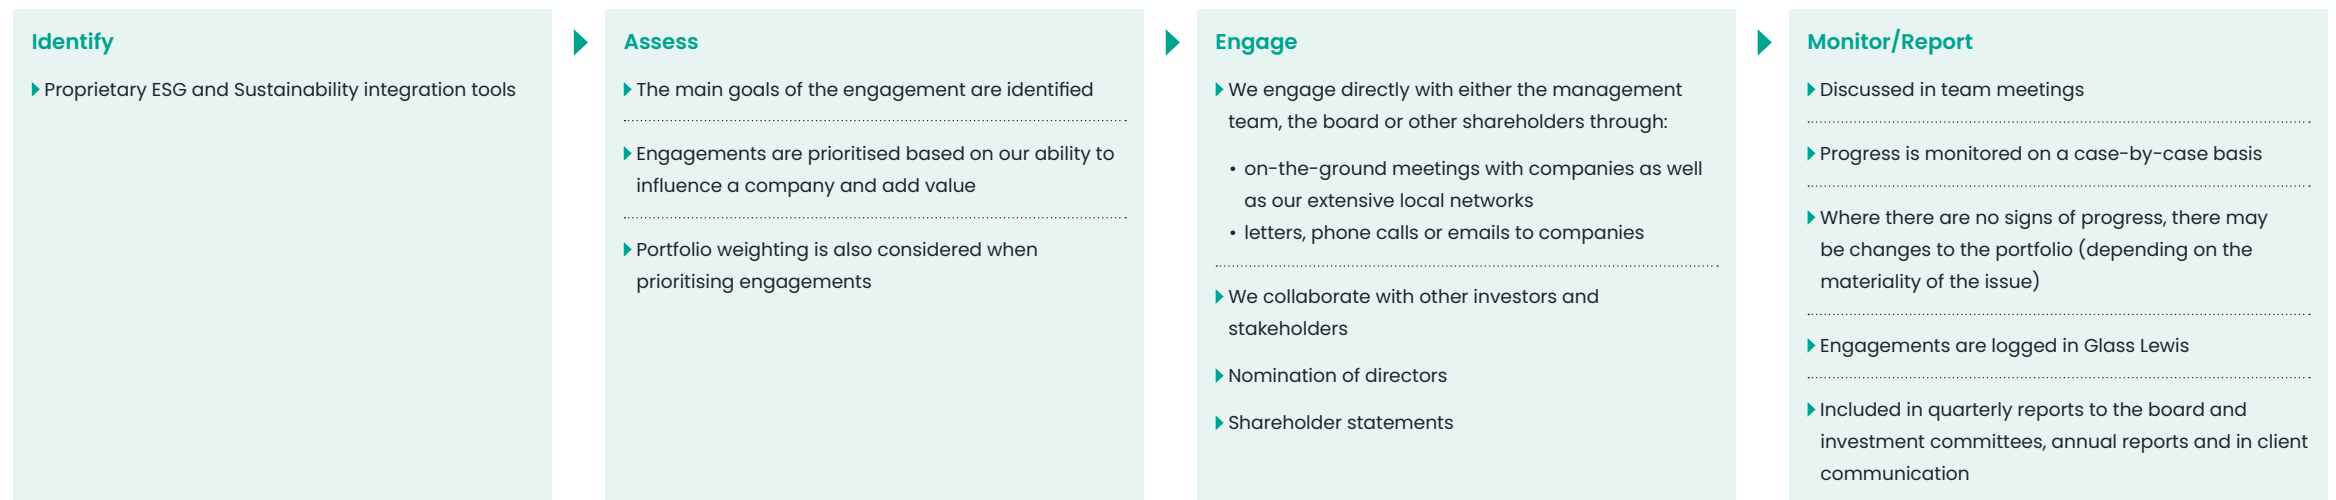 Identify
Proprietary ESG and Sustainability integration tools
Assess
The main goals of the engagement are identified
Engagements are prioritised based on our ability to
influence a company and add value
Portfolio weighting is also considered when
prioritising engagements
Engage
We engage directly with either the management
team, the board or other shareholders through:
• on-the-ground meetings with companies as well
as our extensive local networks
• letters, phone calls or emails to companies
We collaborate with other investors and
stakeholders
Nomination of directors
Shareholder statements
Monitor/Report
Discussed in team meetings
Progress is monitored on a case-by-case basis
Where there are no signs of progress, there may
be changes to the portfolio (depending on the
materiality of the issue)
Engagements are logged in Glass Lewis
Included in quarterly reports to the board and
investment committees, annual reports and in client
communication